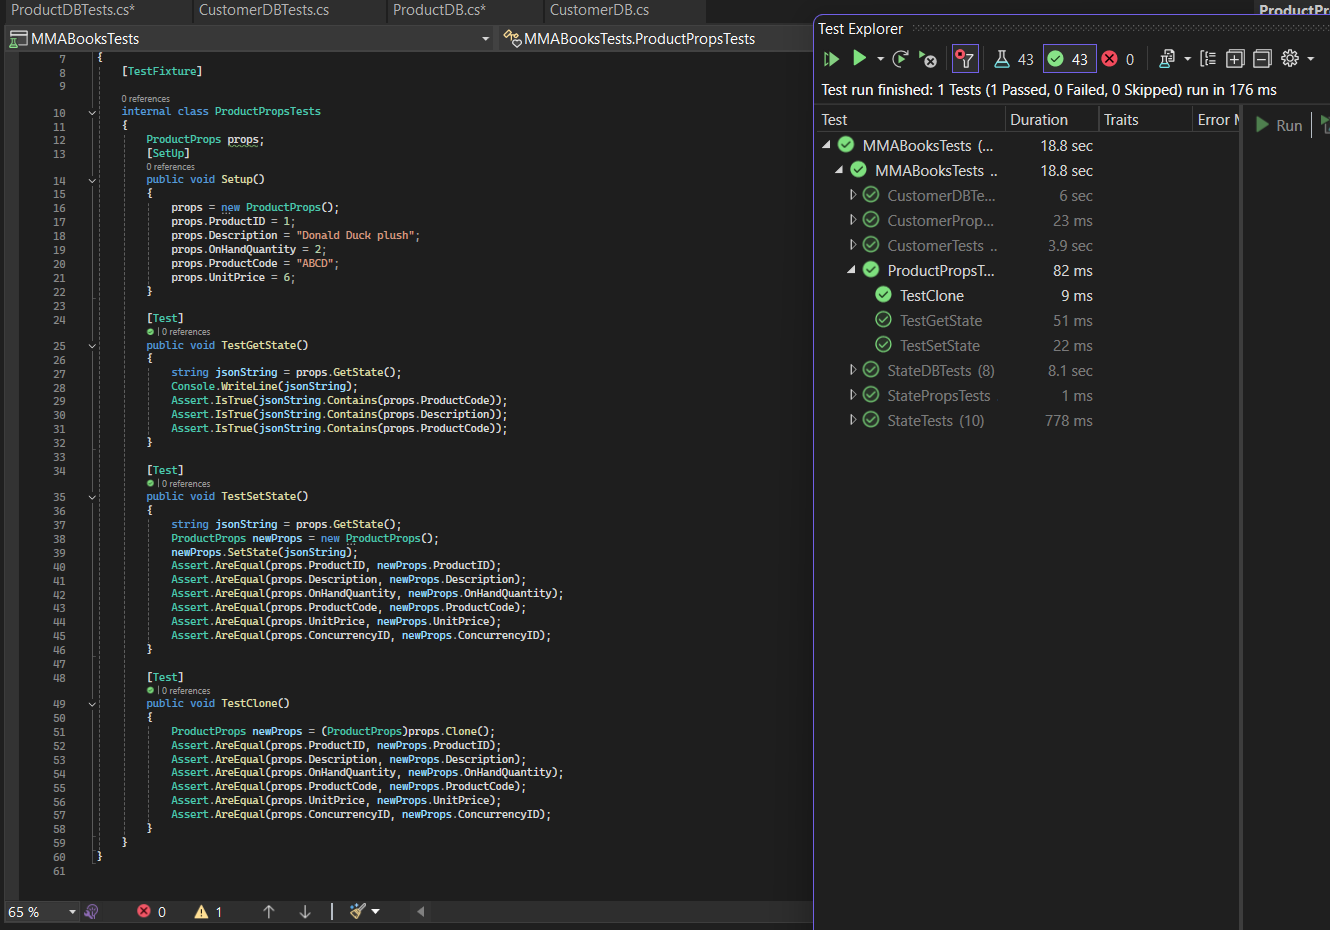 ProductDBTests.cs* CustomerDBTests.cs ProductDB.cs* CustomerDB.cs
MMABooksTests MMABooksTests.ProductPropsTests
7 {
8 [TestFixture]
9
0 references
10 internal class ProductPropsTests
11 {
12 ProductProps props;
13 [SetUp]
0 references
14 public void Setup()
15 {
16 props = new ProductProps();
17 props.ProductID = 1;
18 props.Description = "Donald Duck plush";
19 props.OnHandQuantity = 2;
20 props.ProductCode = "ABCD";
21 props.UnitPrice = 6;
22 }
23
24 [Test]
| 0 references
25 public void TestGetState()
26 {
27 string jsonString = props.GetState();
28 Console.WriteLine(jsonString);
29 Assert.IsTrue(jsonString.Contains(props.ProductCode));
30 Assert.IsTrue(jsonString.Contains(props.Description));
31 Assert.IsTrue(jsonString.Contains(props.ProductCode));
32 }
33
34 [Test]
| 0 references
35 public void TestSetState()
36 {
37 string jsonString = props.GetState();
38 ProductProps newProps = new ProductProps();
39 newProps.SetState(jsonString);
40 Assert.AreEqual(props.ProductID, newProps.ProductID);
41 Assert.AreEqual(props.Description, newProps.Description);
42 Assert.AreEqual(props.OnHandQuantity, newProps.OnHandQuantity);
43 Assert.AreEqual(props.ProductCode, newProps.ProductCode);
44 Assert.AreEqual(props.UnitPrice, newProps.UnitPrice);
45 Assert.AreEqual(props.ConcurrencyID, newProps.ConcurrencyID);
46 }
47
48 [Test]
| 0 references
49 public void TestClone()
50 {
51 ProductProps newProps = (ProductProps)props.Clone();
52 Assert.AreEqual(props.ProductID, newProps.ProductID);
53 Assert.AreEqual(props.Description, newProps.Description);
54 Assert.AreEqual(props.OnHandQuantity, newProps.OnHandQuantity);
55 Assert.AreEqual(props.ProductCode, newProps.ProductCode);
56 Assert.AreEqual(props.UnitPrice, newProps.UnitPrice);
57 Assert.AreEqual(props.ConcurrencyID, newProps.ConcurrencyID);
58 }
59 }
60 }
61
65 % 0 1
ProductPr
Test Explorer
43 43 0
Test run finished: 1 Tests (1 Passed, 0 Failed, 0 Skipped) run in 176 ms
Test Duration Traits Error M
Run
MMABooksTests (... 18.8 sec
MMABooksTests .. 18.8 sec
CustomerDBTe... 6 sec
CustomerProp... 23 ms
CustomerTests .. 3.9 sec
ProductPropsT... 82 ms
TestClone 9 ms
TestGetState 51 ms
TestSetState 22 ms
StateDBTests (8) 8.1 sec
StatePropsTests 1 ms
StateTests (10) 778 ms